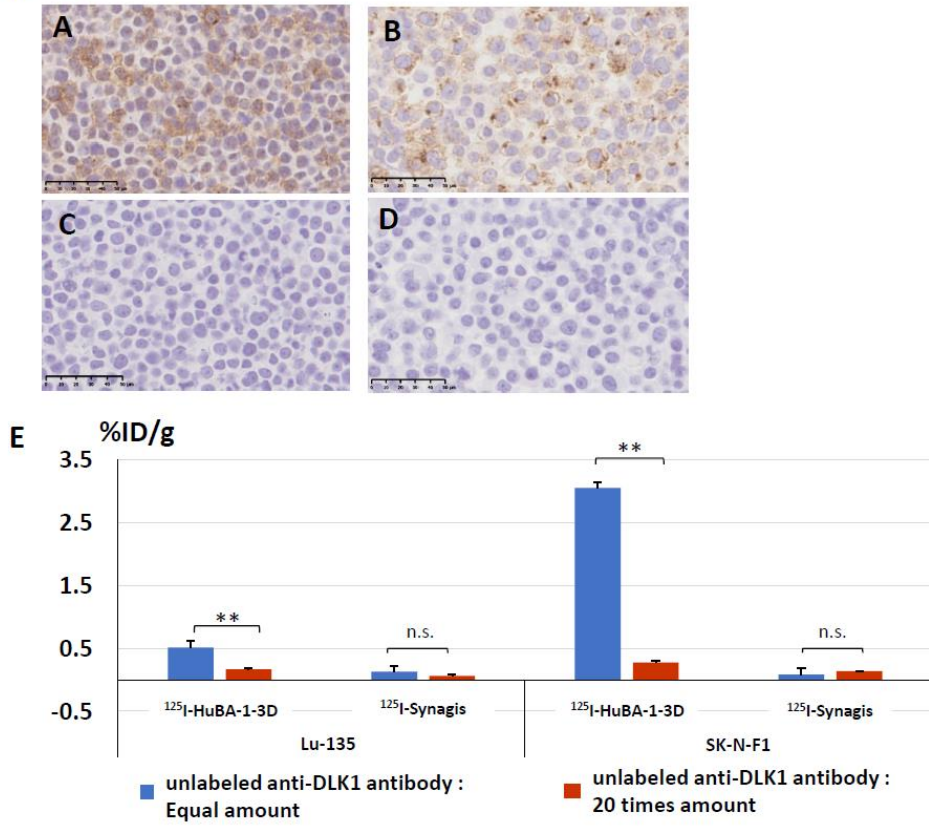 A
B
C
D
E
%ID/g
3.5
2.5
1.5
0.5
-0.5
**
n.s.
**
n.s.
¹²⁵I-HuBA-1-3D
¹²⁵I-Synagis
¹²⁵I-HuBA-1-3D
¹²⁵I-Synagis
Lu-135
SK-N-F1
unlabeled anti-DLK1 antibody :
Equal amount
unlabeled anti-DLK1 antibody :
20 times amount